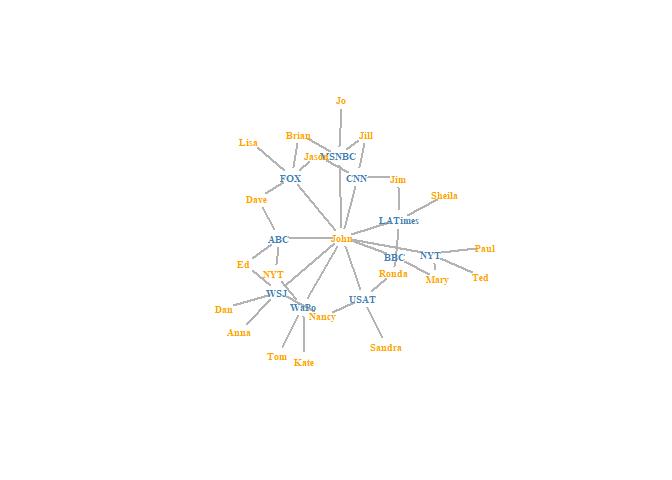 Jo
Brian
Jill
Lisa
Jason
MSNBC
FOX
CNN
Jim
Sheila
Dave
LATimes
ABC
John
Paul
NYT
BBC
Ed
NYT
Ronda
Mary
Ted
WSJ
USAT
Dan
WaPo
Nancy
Anna
Sandra
Tom
Kate